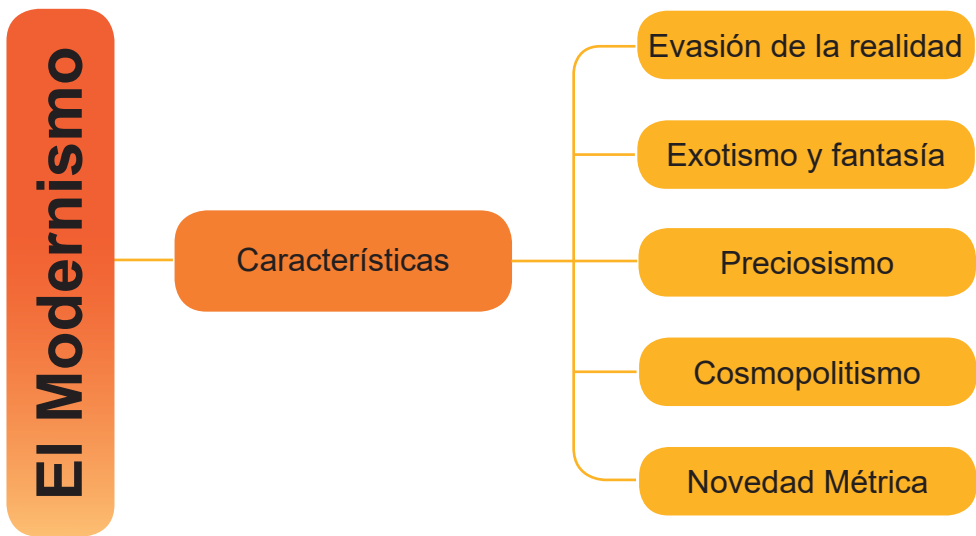 El Modernismo
Características
Evasión de la realidad
Exotismo y fantasía
Preciosismo
Cosmopolitismo
Novedad Métrica